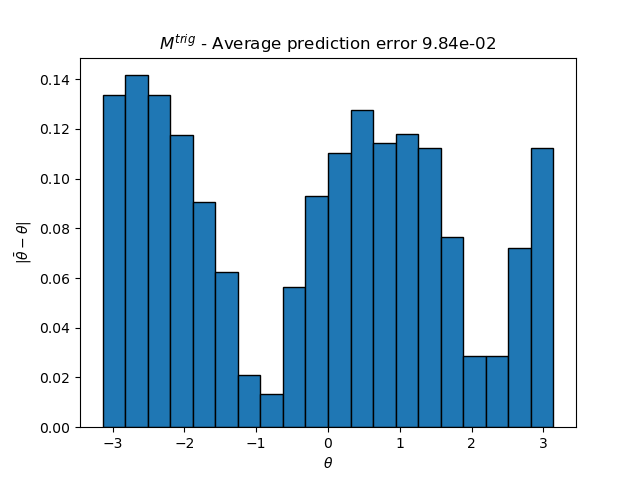 M^{trig} - Average prediction error 9.84e-02
0.14
0.12
0.10
0.08
0.06
0.04
0.02
0.00
|θ̄ − θ|
−3 −2 −1 0 1 2 3
θ